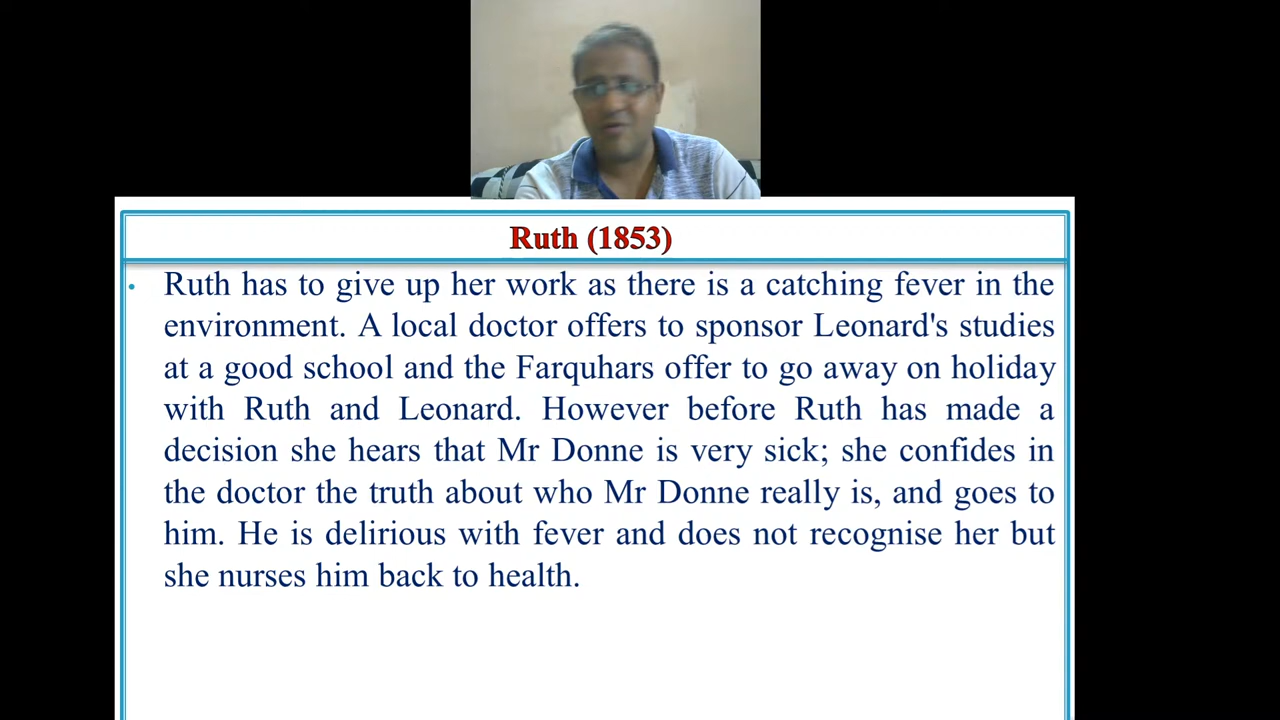 Ruth (1853)
• Ruth has to give up her work as there is a catching fever in the
environment. A local doctor offers to sponsor Leonard's studies
at a good school and the Farquhars offer to go away on holiday
with Ruth and Leonard. However before Ruth has made a
decision she hears that Mr Donne is very sick; she confides in
the doctor the truth about who Mr Donne really is, and goes to
him. He is delirious with fever and does not recognise her but
she nurses him back to health.